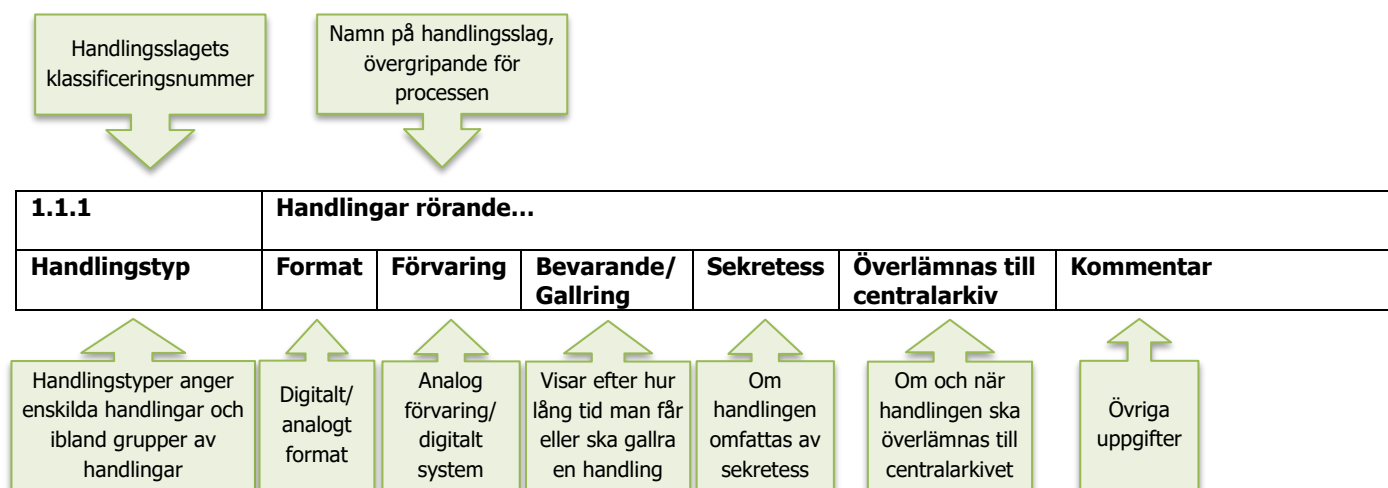 Handlingsslagets
klassificeringsnummer
Namn på handlingsslag,
övergripande för
processen
1.1.1
Handlingar rörande…
Handlingstyp
Format
Förvaring
Bevarande/
Gallring
Sekretess
Överlämnas till
centralarkiv
Kommentar
Handlingstyper anger
enskilda handlingar och
ibland grupper av
handlingar
Digitalt/
analogt
format
Analog
förvaring/
digitalt
system
Visar efter hur
lång tid man får
eller ska gallra
en handling
Om
handlingen
omfattas av
sekretess
Om och när
handlingen ska
överlämnas till
centralarkivet
Övriga
uppgifter